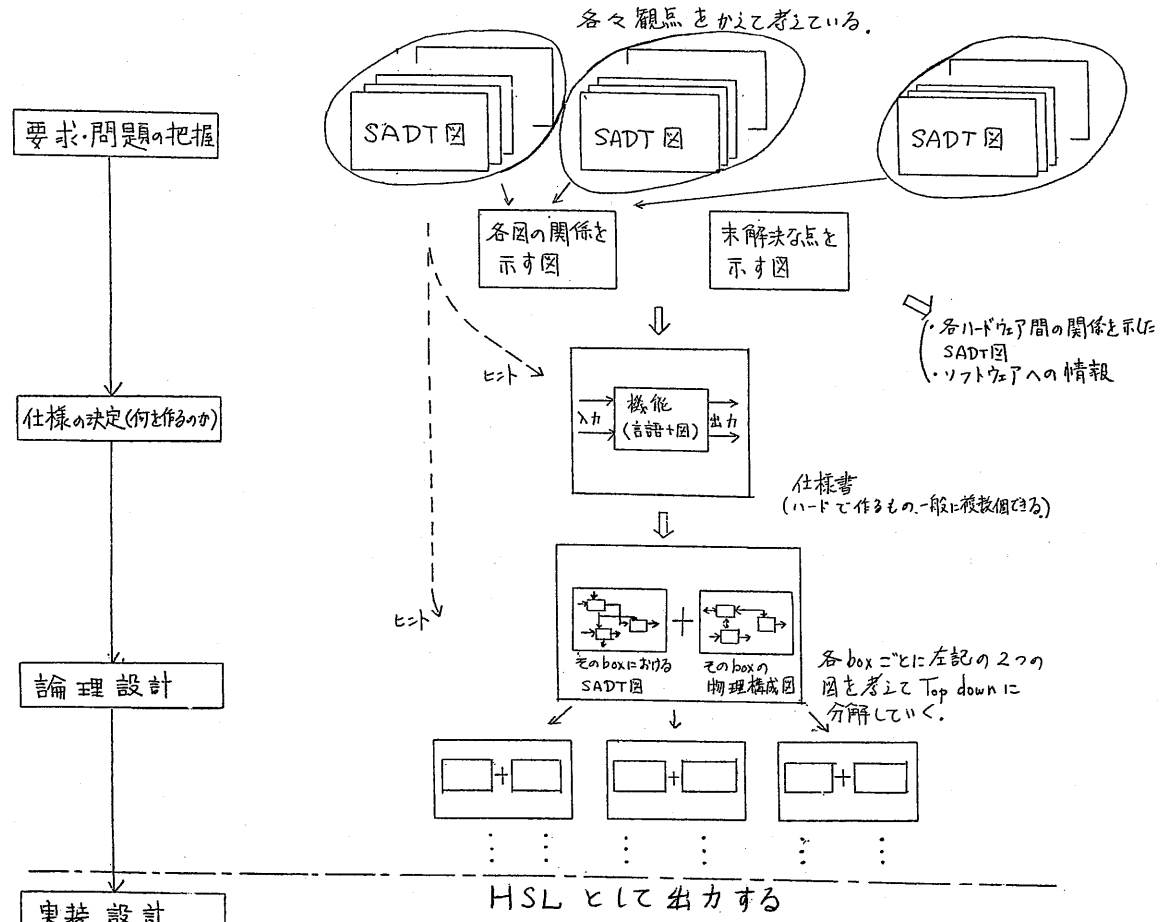 各々観点をかえて考えている.
SADT図
SADT図
SADT図
要求・問題の把握
各図の関係を
示す図
未解決な点を
示す図
・各ハードウェア間の関係を示した
SADT図
・ソフトウェアへの情報
ヒント
仕様の決定(何を作るのか)
入力
機能
(言語+図)
出力
仕様書
(ハードで作るもの、一般に複数個できる)
ヒント
+
そのboxにおける
SADT図
そのboxの
物理構成図
各boxごとに左記の2つの
図を考えてTop downに
分解していく.
論理設計
+
+
+
HSLとして出力する
実装設計